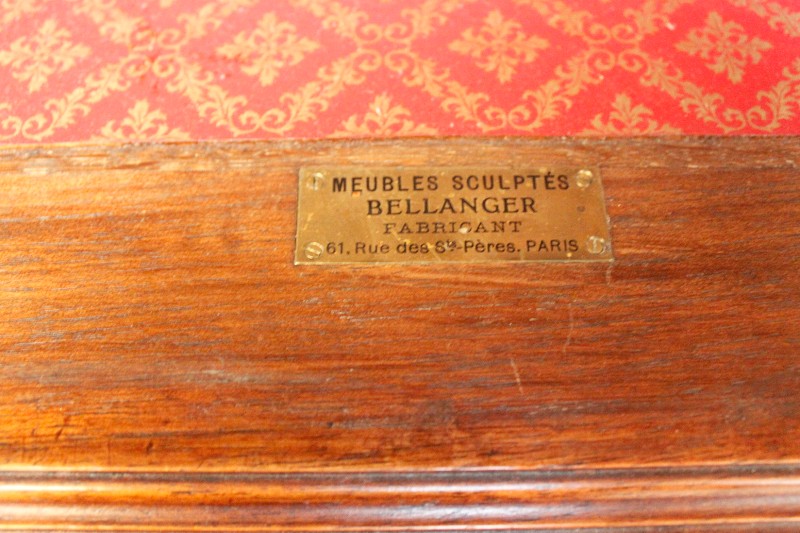 MEUBLES SCULPTÉS
BELLANGER
FABRICANT
61, Rue des Sts-Pères. PARIS